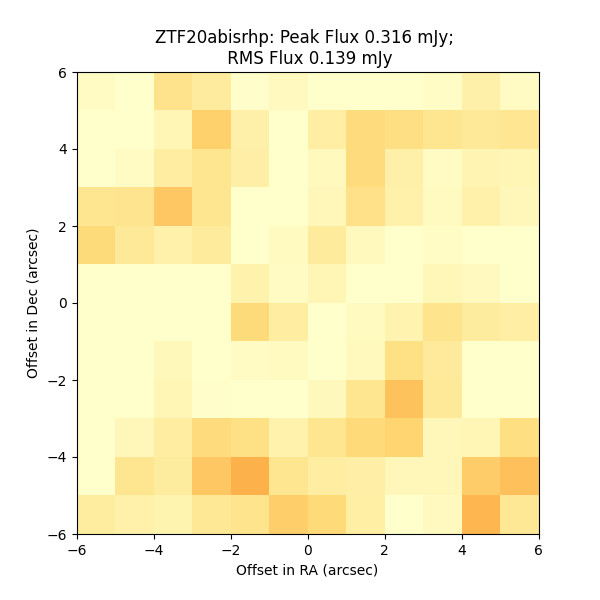 ZTF20abisrhp: Peak Flux 0.316 mJy;
RMS Flux 0.139 mJy
6
4
2
0
−2
−4
−6
Offset in Dec (arcsec)
−6 −4 −2 0 2 4 6
Offset in RA (arcsec)